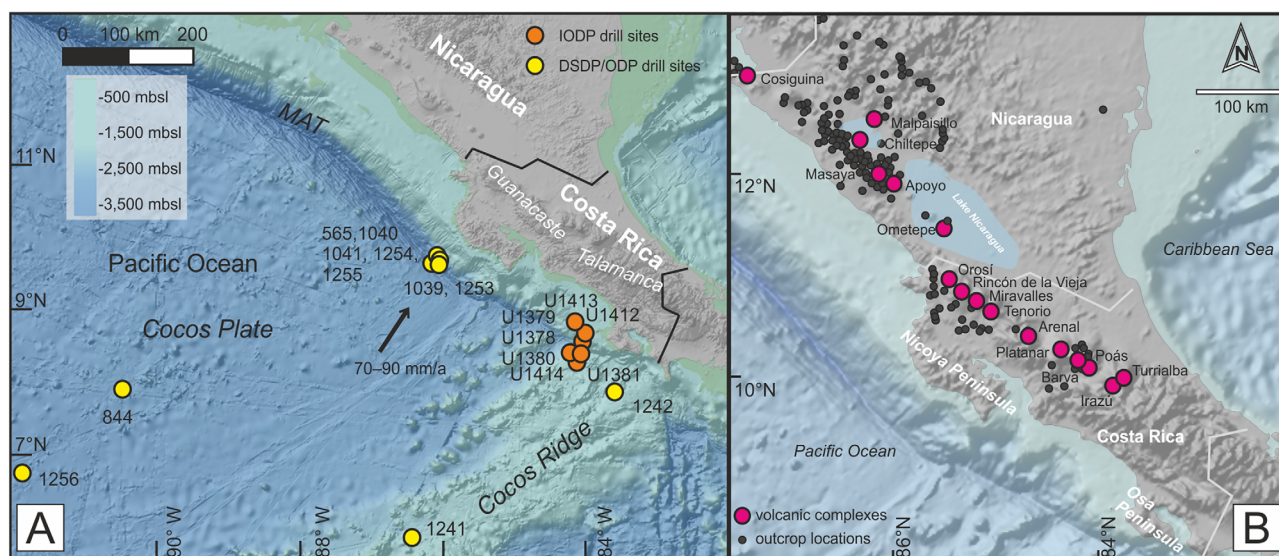 0 100 km 200
-500 mbsl
-1,500 mbsl
-2,500 mbsl
-3,500 mbsl
IODP drill sites
DSDP/ODP drill sites
Nicaragua
MAT
11°N
Guanacaste
Costa Rica
Talamanca
565,1040
1041, 1254,
1255
1039, 1253
Pacific Ocean
Cocos Plate
9°N
70–90 mm/a
U1413
U1379
U1412
U1378
U1380
U1414
U1381
1242
844
7°N
1256
Cocos Ridge
1241
90° W
88° W
84° W
A
N
100 km
Cosiguina
Malpaisillo
Nicaragua
Chiltepe
Masaya
Apoyo
12°N
Lake Nicaragua
Ometepe
Caribbean Sea
Orosí
Rincón de la Vieja
Miravalles
Tenorio
Arenal
Platanar
Poás
Barva
Turrialba
Irazú
10°N
Nicoya Peninsula
Costa Rica
Pacific Ocean
Osa
Peninsula
volcanic complexes
outcrop locations
86°N
84°N
B